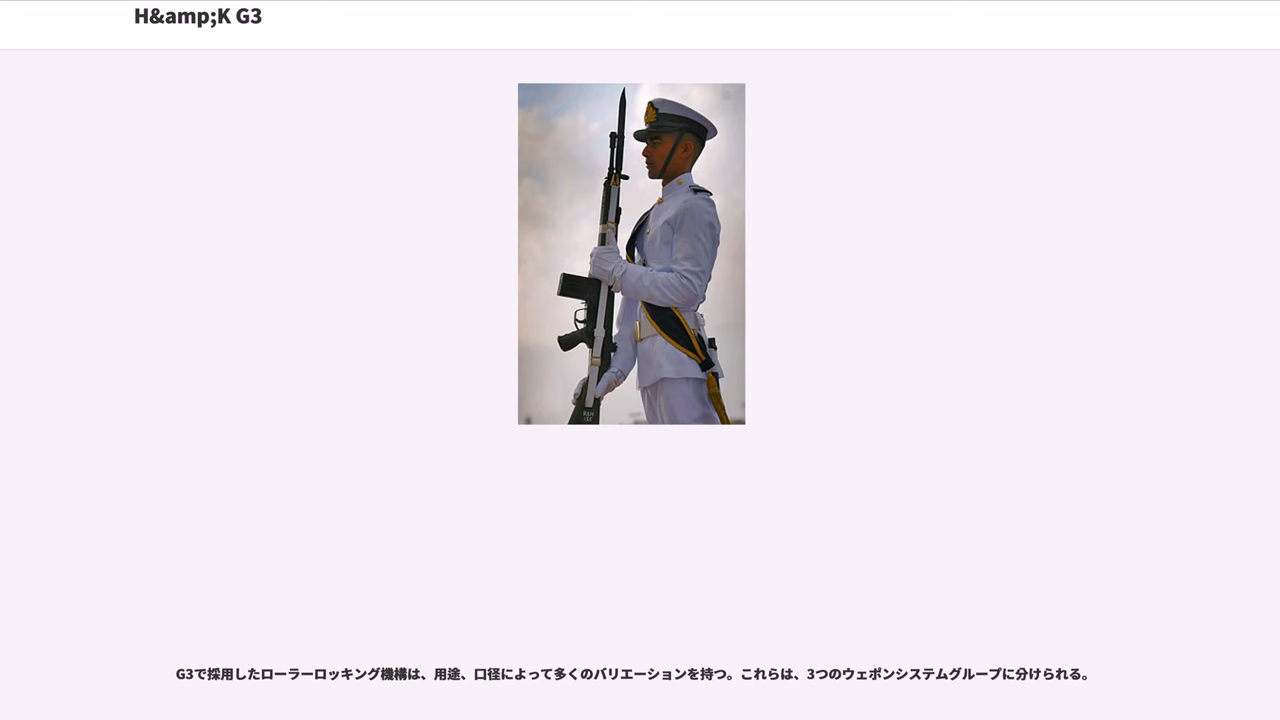 H&amp;K G3
G3で採用したローラーロッキング機構は、用途、口径によって多くのバリエーションを持つ。これらは、3つのウェポンシステムグループに分けられる。